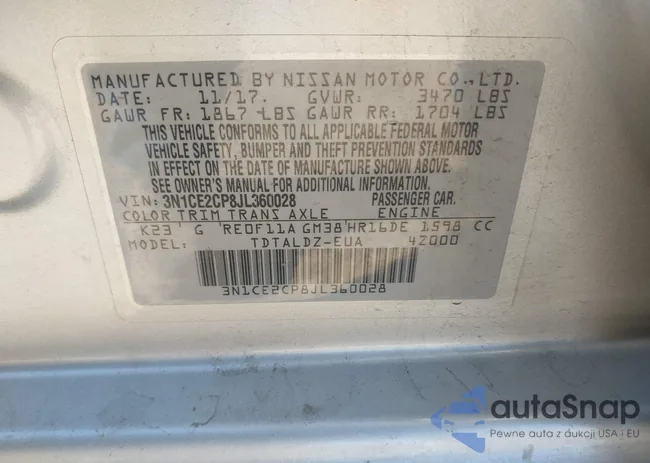 MANUFACTURED BY NISSAN MOTOR CO., LTD.
DATE: 11/17. GVWR: 3470 LBS
GAWR FR: 1867 LBS GAWR RR: 1704 LBS
THIS VEHICLE CONFORMS TO ALL APPLICABLE FEDERAL MOTOR
VEHICLE SAFETY, BUMPER AND THEFT PREVENTION STANDARDS
IN EFFECT ON THE DATE OF MANUFACTURE SHOWN ABOVE.
SEE OWNER'S MANUAL FOR ADDITIONAL INFORMATION.
VIN: 3N1CE2CP8JL360028 PASSENGER CAR.
COLOR TRIM TRANS AXLE ENGINE
K23 G RE0F11A GM38 HR16DE 1598 CC
MODEL: TDTALDZ-EUA 42000
3N1CE2CP8JL360028
autaSnap
Pewne auta z aukcji USA i EU